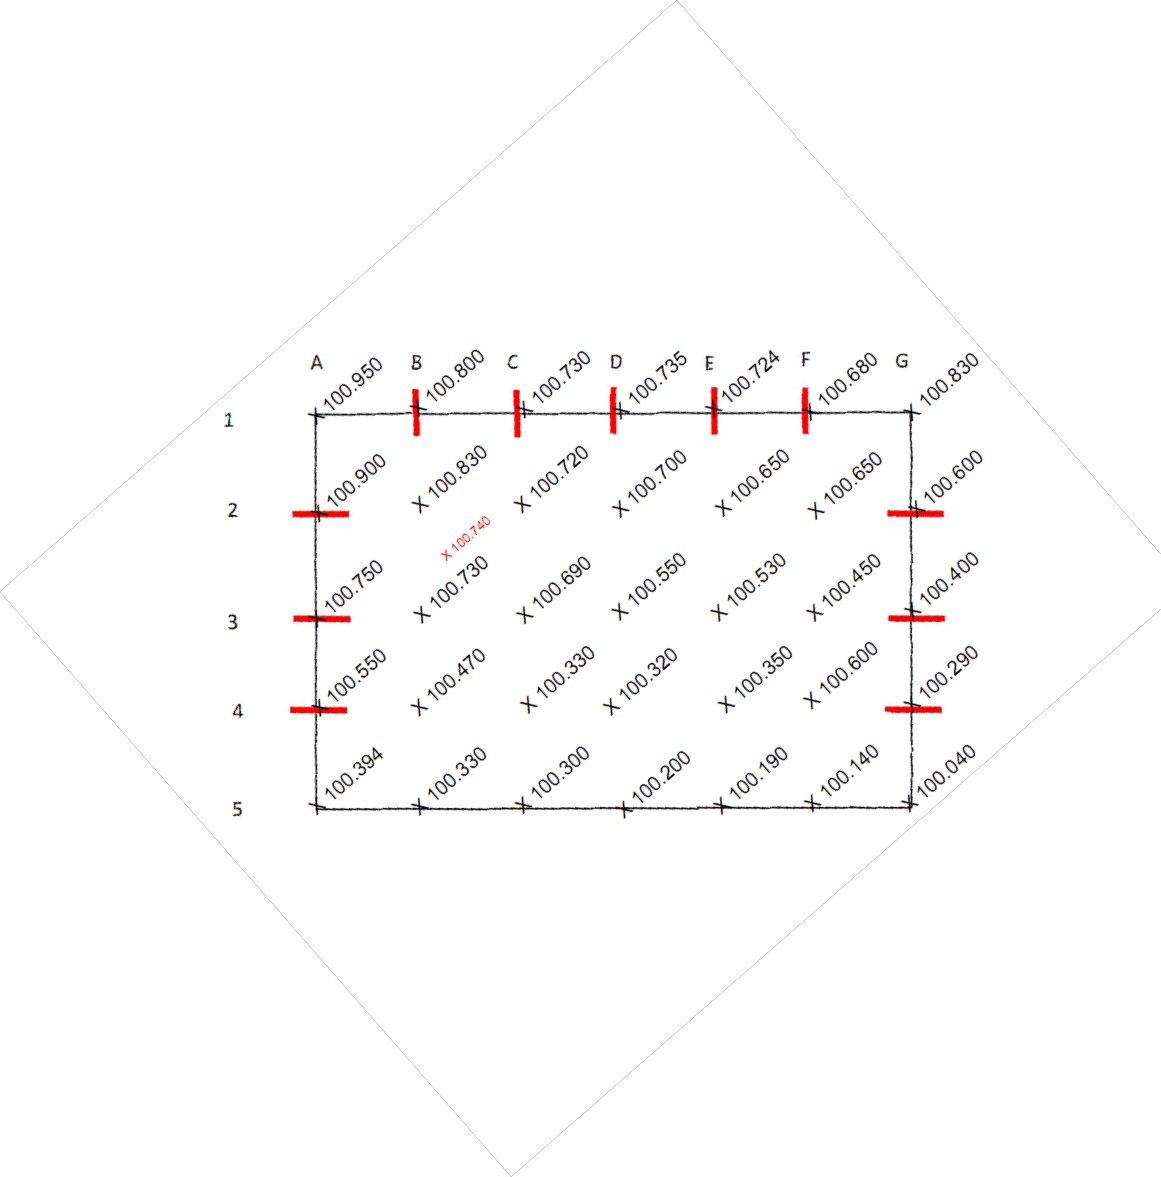 A B C D E F G
1 100.950 100.800 100.730 100.735 100.724 100.680 100.830
2 100.900 X 100.830 X 100.720 X 100.700 X 100.650 X 100.650 100.600
X 100.740
3 100.750 X 100.730 X 100.690 X 100.550 X 100.530 X 100.450 100.400
4 100.550 X 100.470 X 100.330 X 100.320 X 100.350 X 100.600 100.290
5 100.394 100.330 100.300 100.200 100.190 100.140 100.040